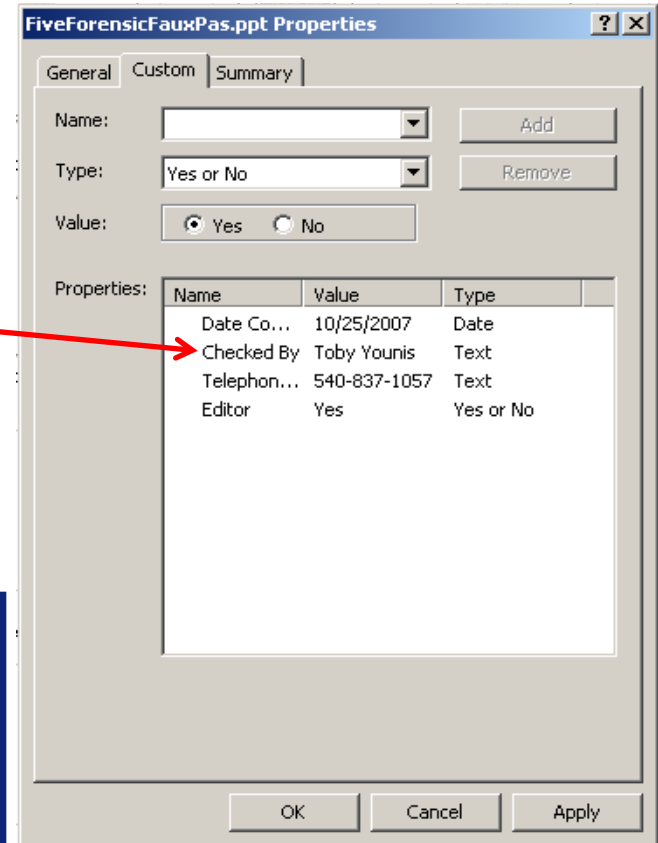 FiveForensicFauxPas.ppt Properties ? X
General Custom Summary
Name: Add
Type: Yes or No Remove
Value: Yes No
Properties: Name Value Type
Date Co... 10/25/2007 Date
Checked By Toby Younis Text
Telephon... 540-837-1057 Text
Editor Yes Yes or No
OK Cancel Apply